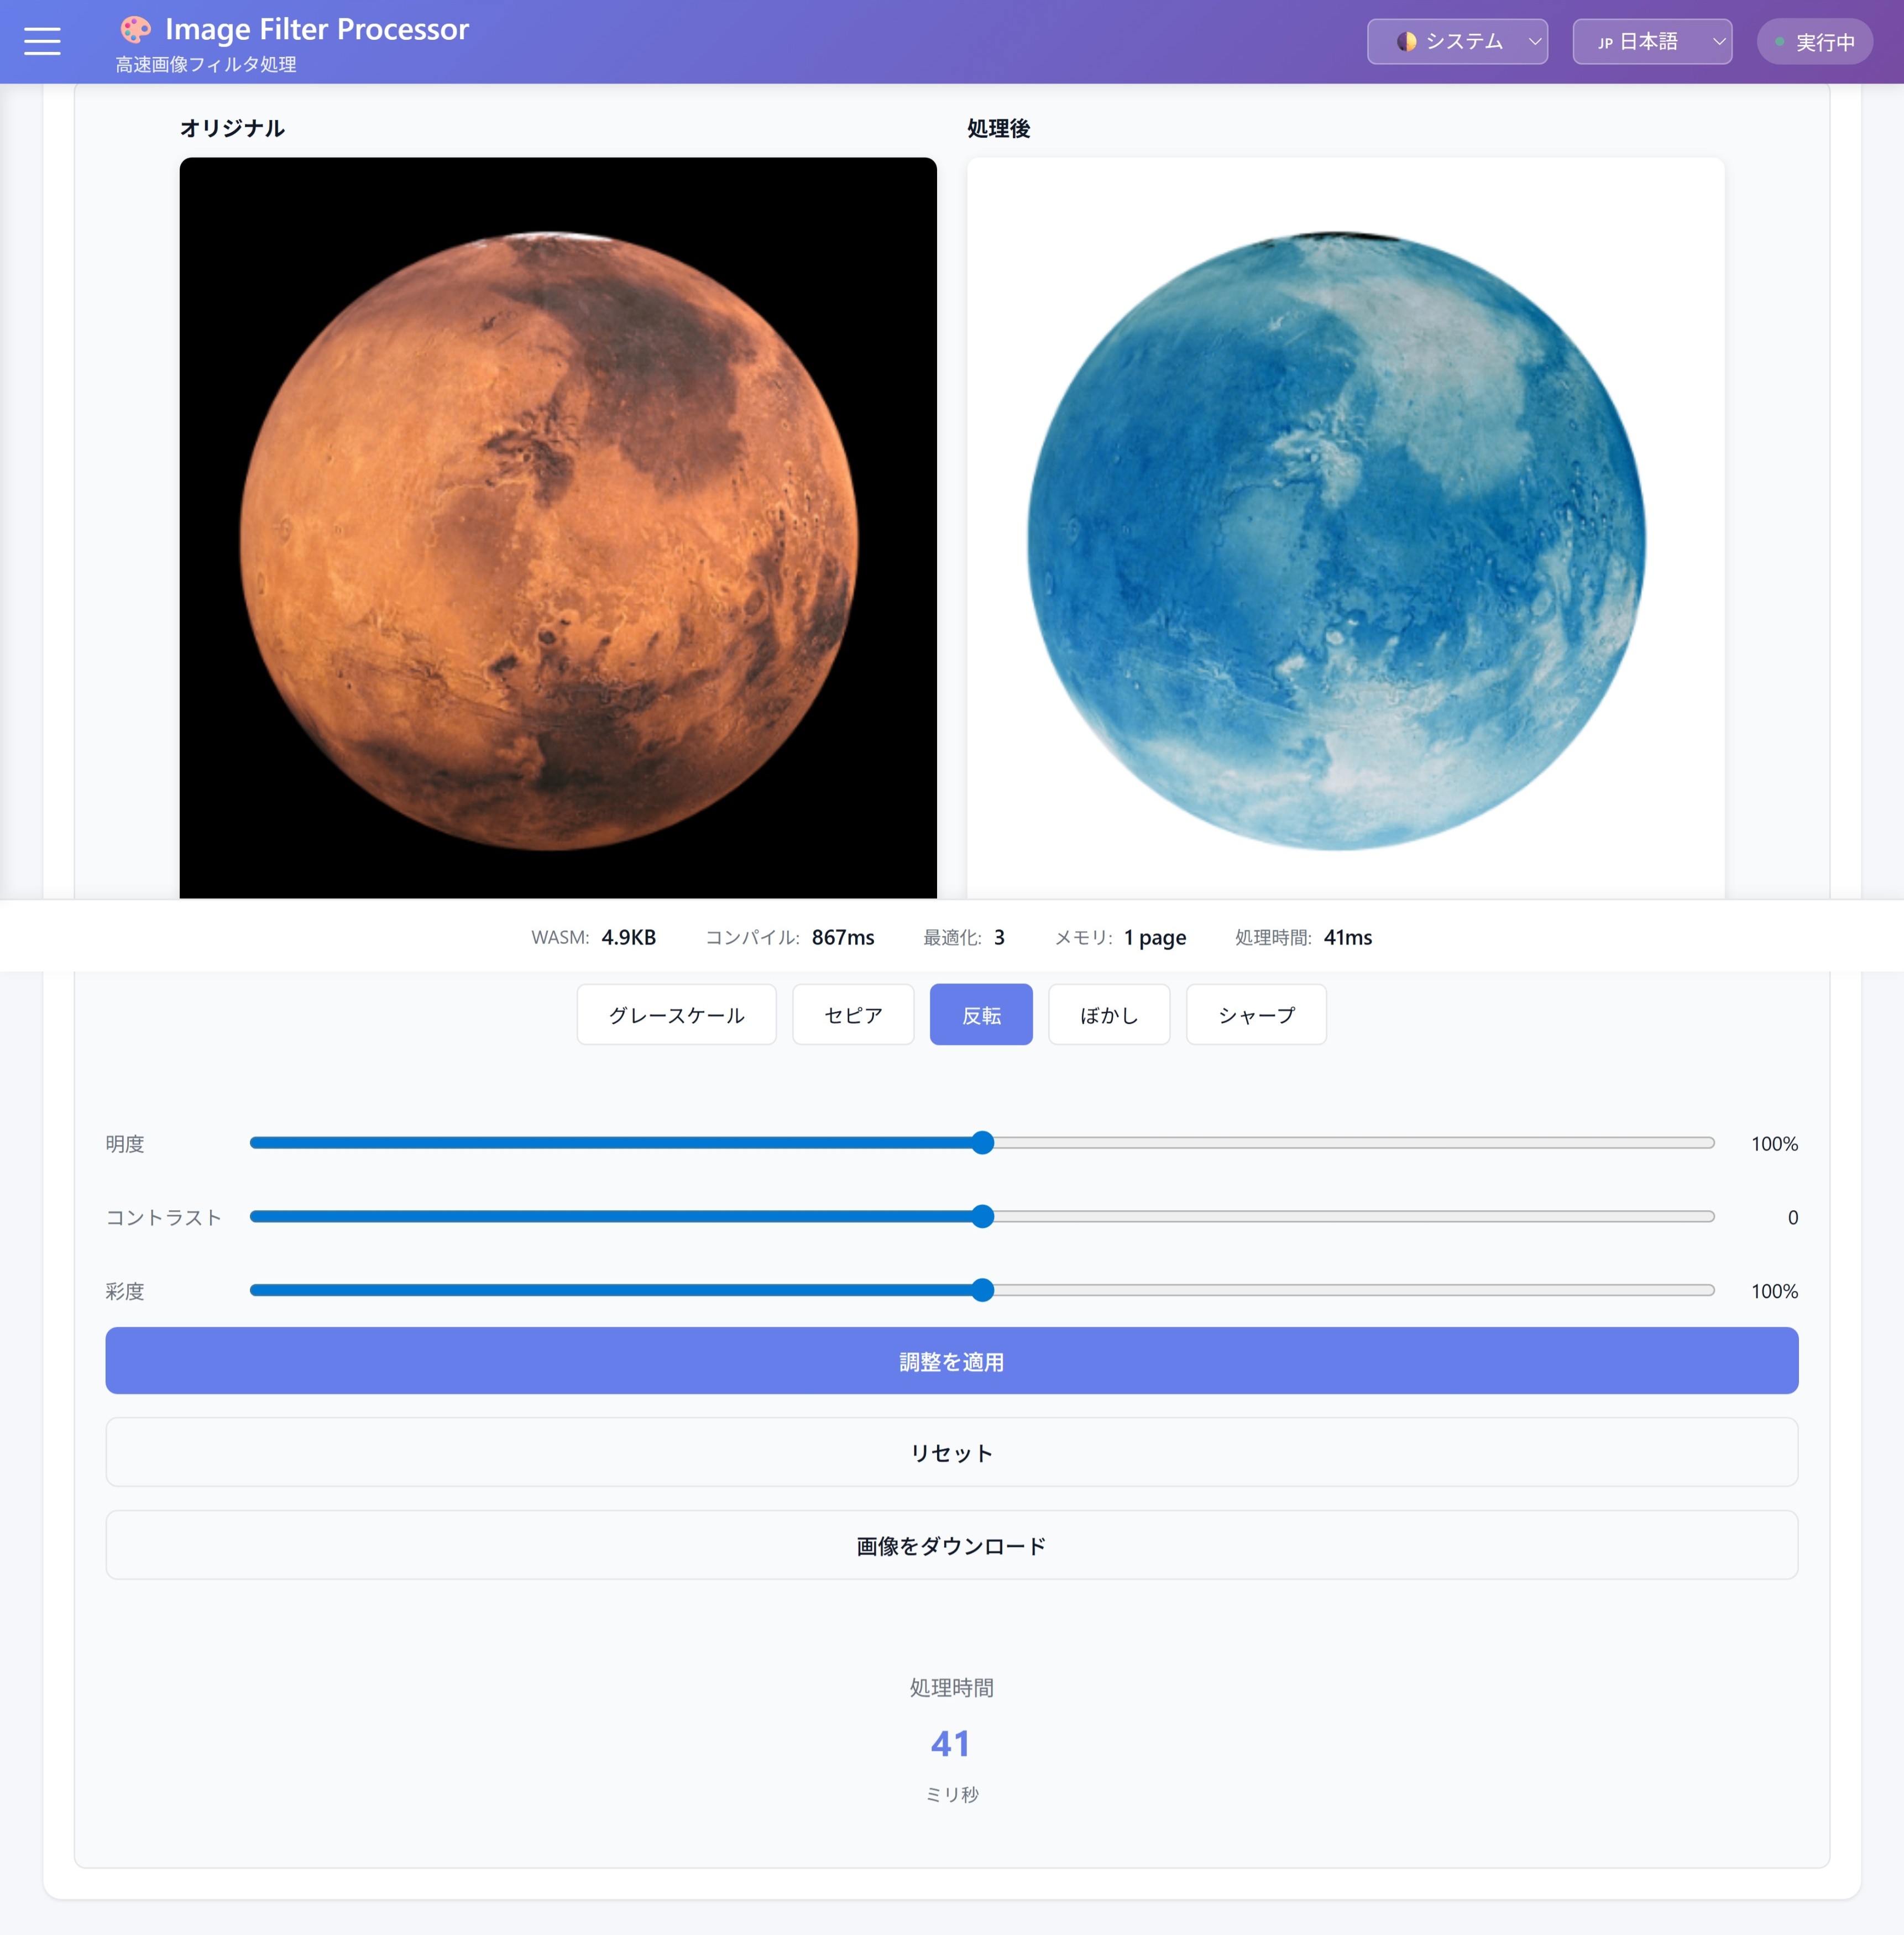 Image Filter Processor
高速画像フィルタ処理
システム
JP 日本語
実行中
オリジナル
処理後
WASM: 4.9KB コンパイル: 867ms 最適化: 3 メモリ: 1 page 処理時間: 41ms
グレースケール セピア 反転 ぼかし シャープ
明度 100%
コントラスト 0
彩度 100%
調整を適用
リセット
画像をダウンロード
処理時間
41
ミリ秒